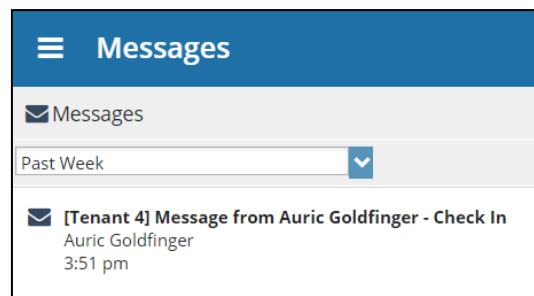 Messages
Messages
Past Week
[Tenant 4] Message from Auric Goldfinger - Check In
Auric Goldfinger
3:51 pm